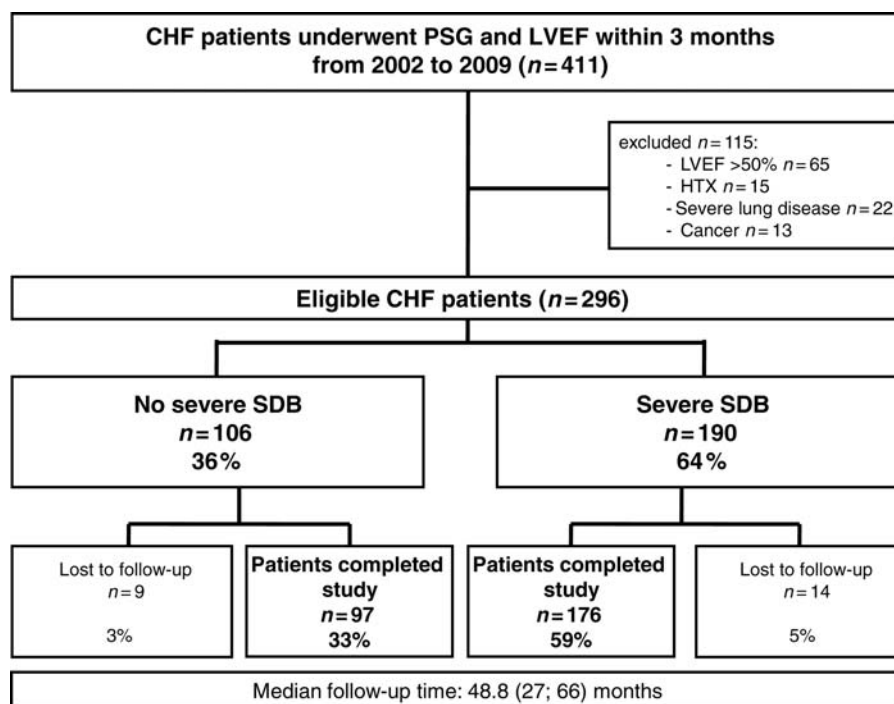 CHF patients underwent PSG and LVEF within 3 months
from 2002 to 2009 (n=411)
excluded n=115:
- LVEF >50% n=65
- HTX n=15
- Severe lung disease n=22
- Cancer n=13
Eligible CHF patients (n=296)
No severe SDB
n=106
36%
Severe SDB
n=190
64%
Lost to follow-up
n=9
3%
Patients completed
study
n=97
33%
Patients completed
study
n=176
59%
Lost to follow-up
n=14
5%
Median follow-up time: 48.8 (27; 66) months